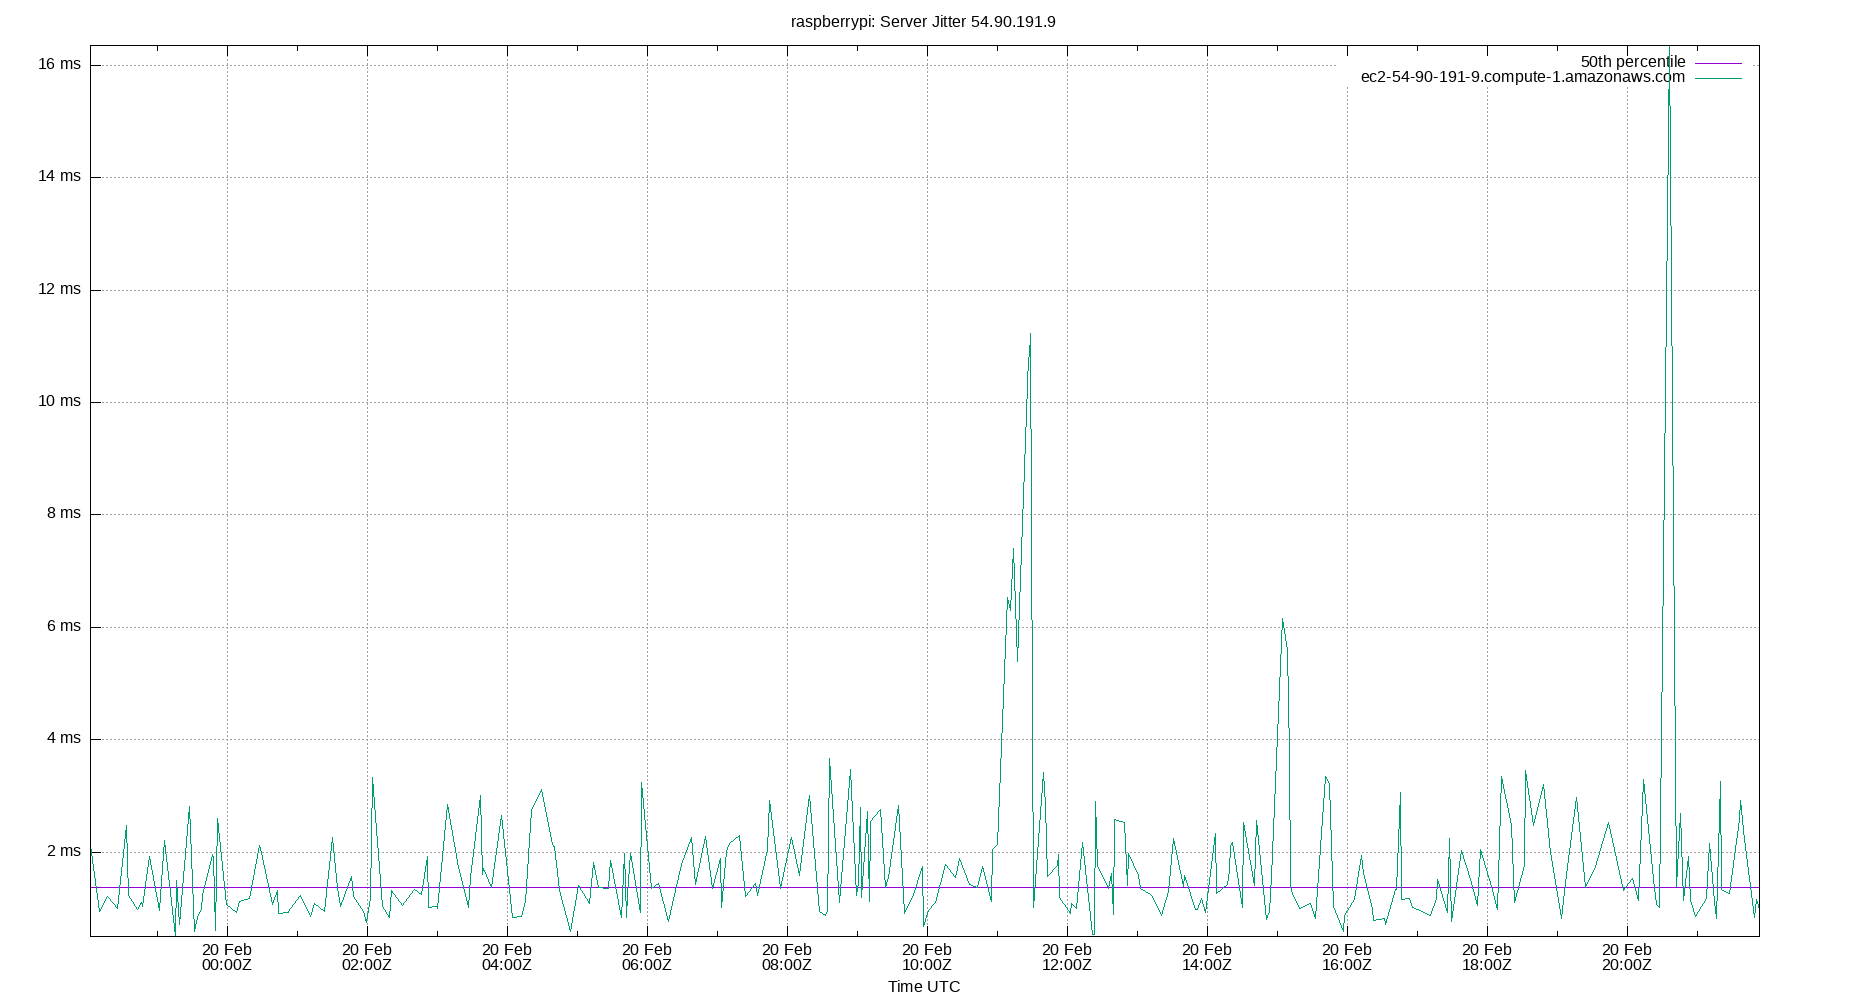 raspberrypi: Server Jitter 54.90.191.9
50th percentile
ec2-54-90-191-9.compute-1.amazonaws.com
16 ms
14 ms
12 ms
10 ms
8 ms
6 ms
4 ms
2 ms
20 Feb 20 Feb 20 Feb 20 Feb 20 Feb 20 Feb 20 Feb 20 Feb 20 Feb 20 Feb 20 Feb
00:00Z 02:00Z 04:00Z 06:00Z 08:00Z 10:00Z 12:00Z 14:00Z 16:00Z 18:00Z 20:00Z
Time UTC